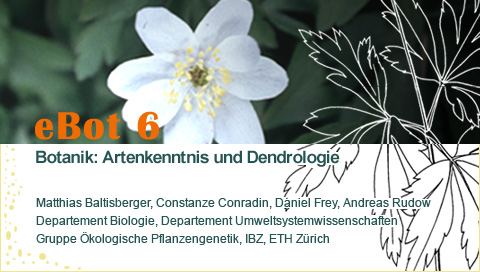 eBot 6
Botanik: Artenkenntnis und Dendrologie
Matthias Baltisberger, Constanze Conradin, Daniel Frey, Andreas Rudow
Departement Biologie, Departement Umweltsystemwissenschaften
Gruppe Ökologische Pflanzengenetik, IBZ, ETH Zürich